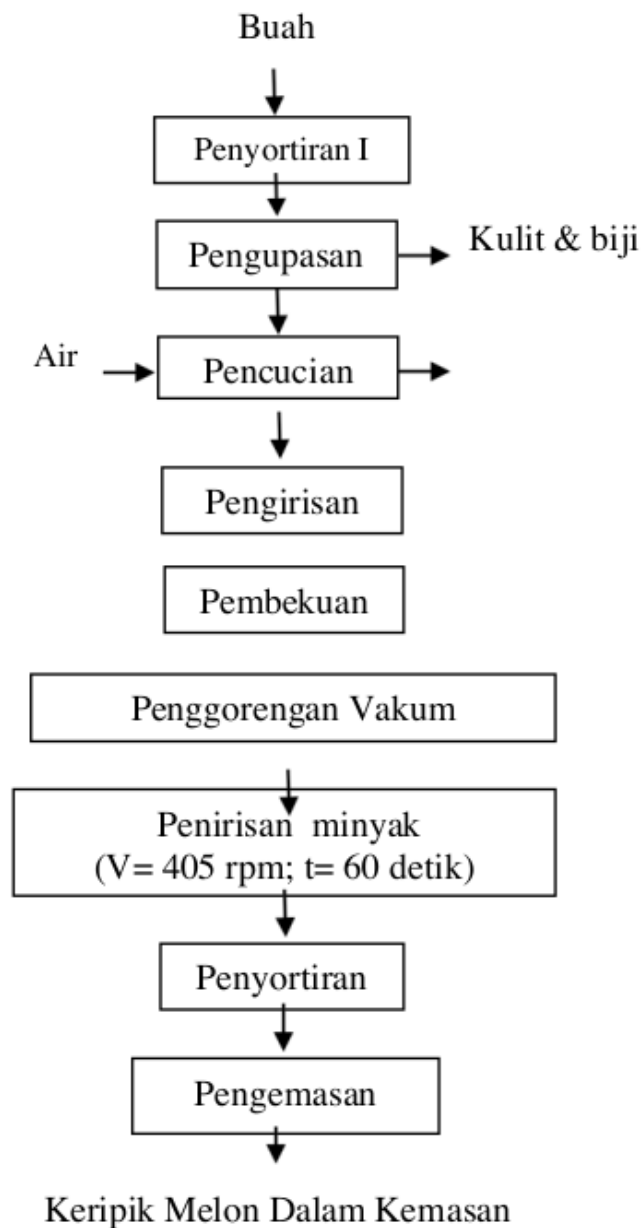 Buah
Penyortiran I
Pengupasan
Kulit & biji
Air
Pencucian
Pengirisan
Pembekuan
Penggorengan Vakum
Penirisan minyak
(V= 405 rpm; t= 60 detik)
Penyortiran
Pengemasan
Keripik Melon Dalam Kemasan